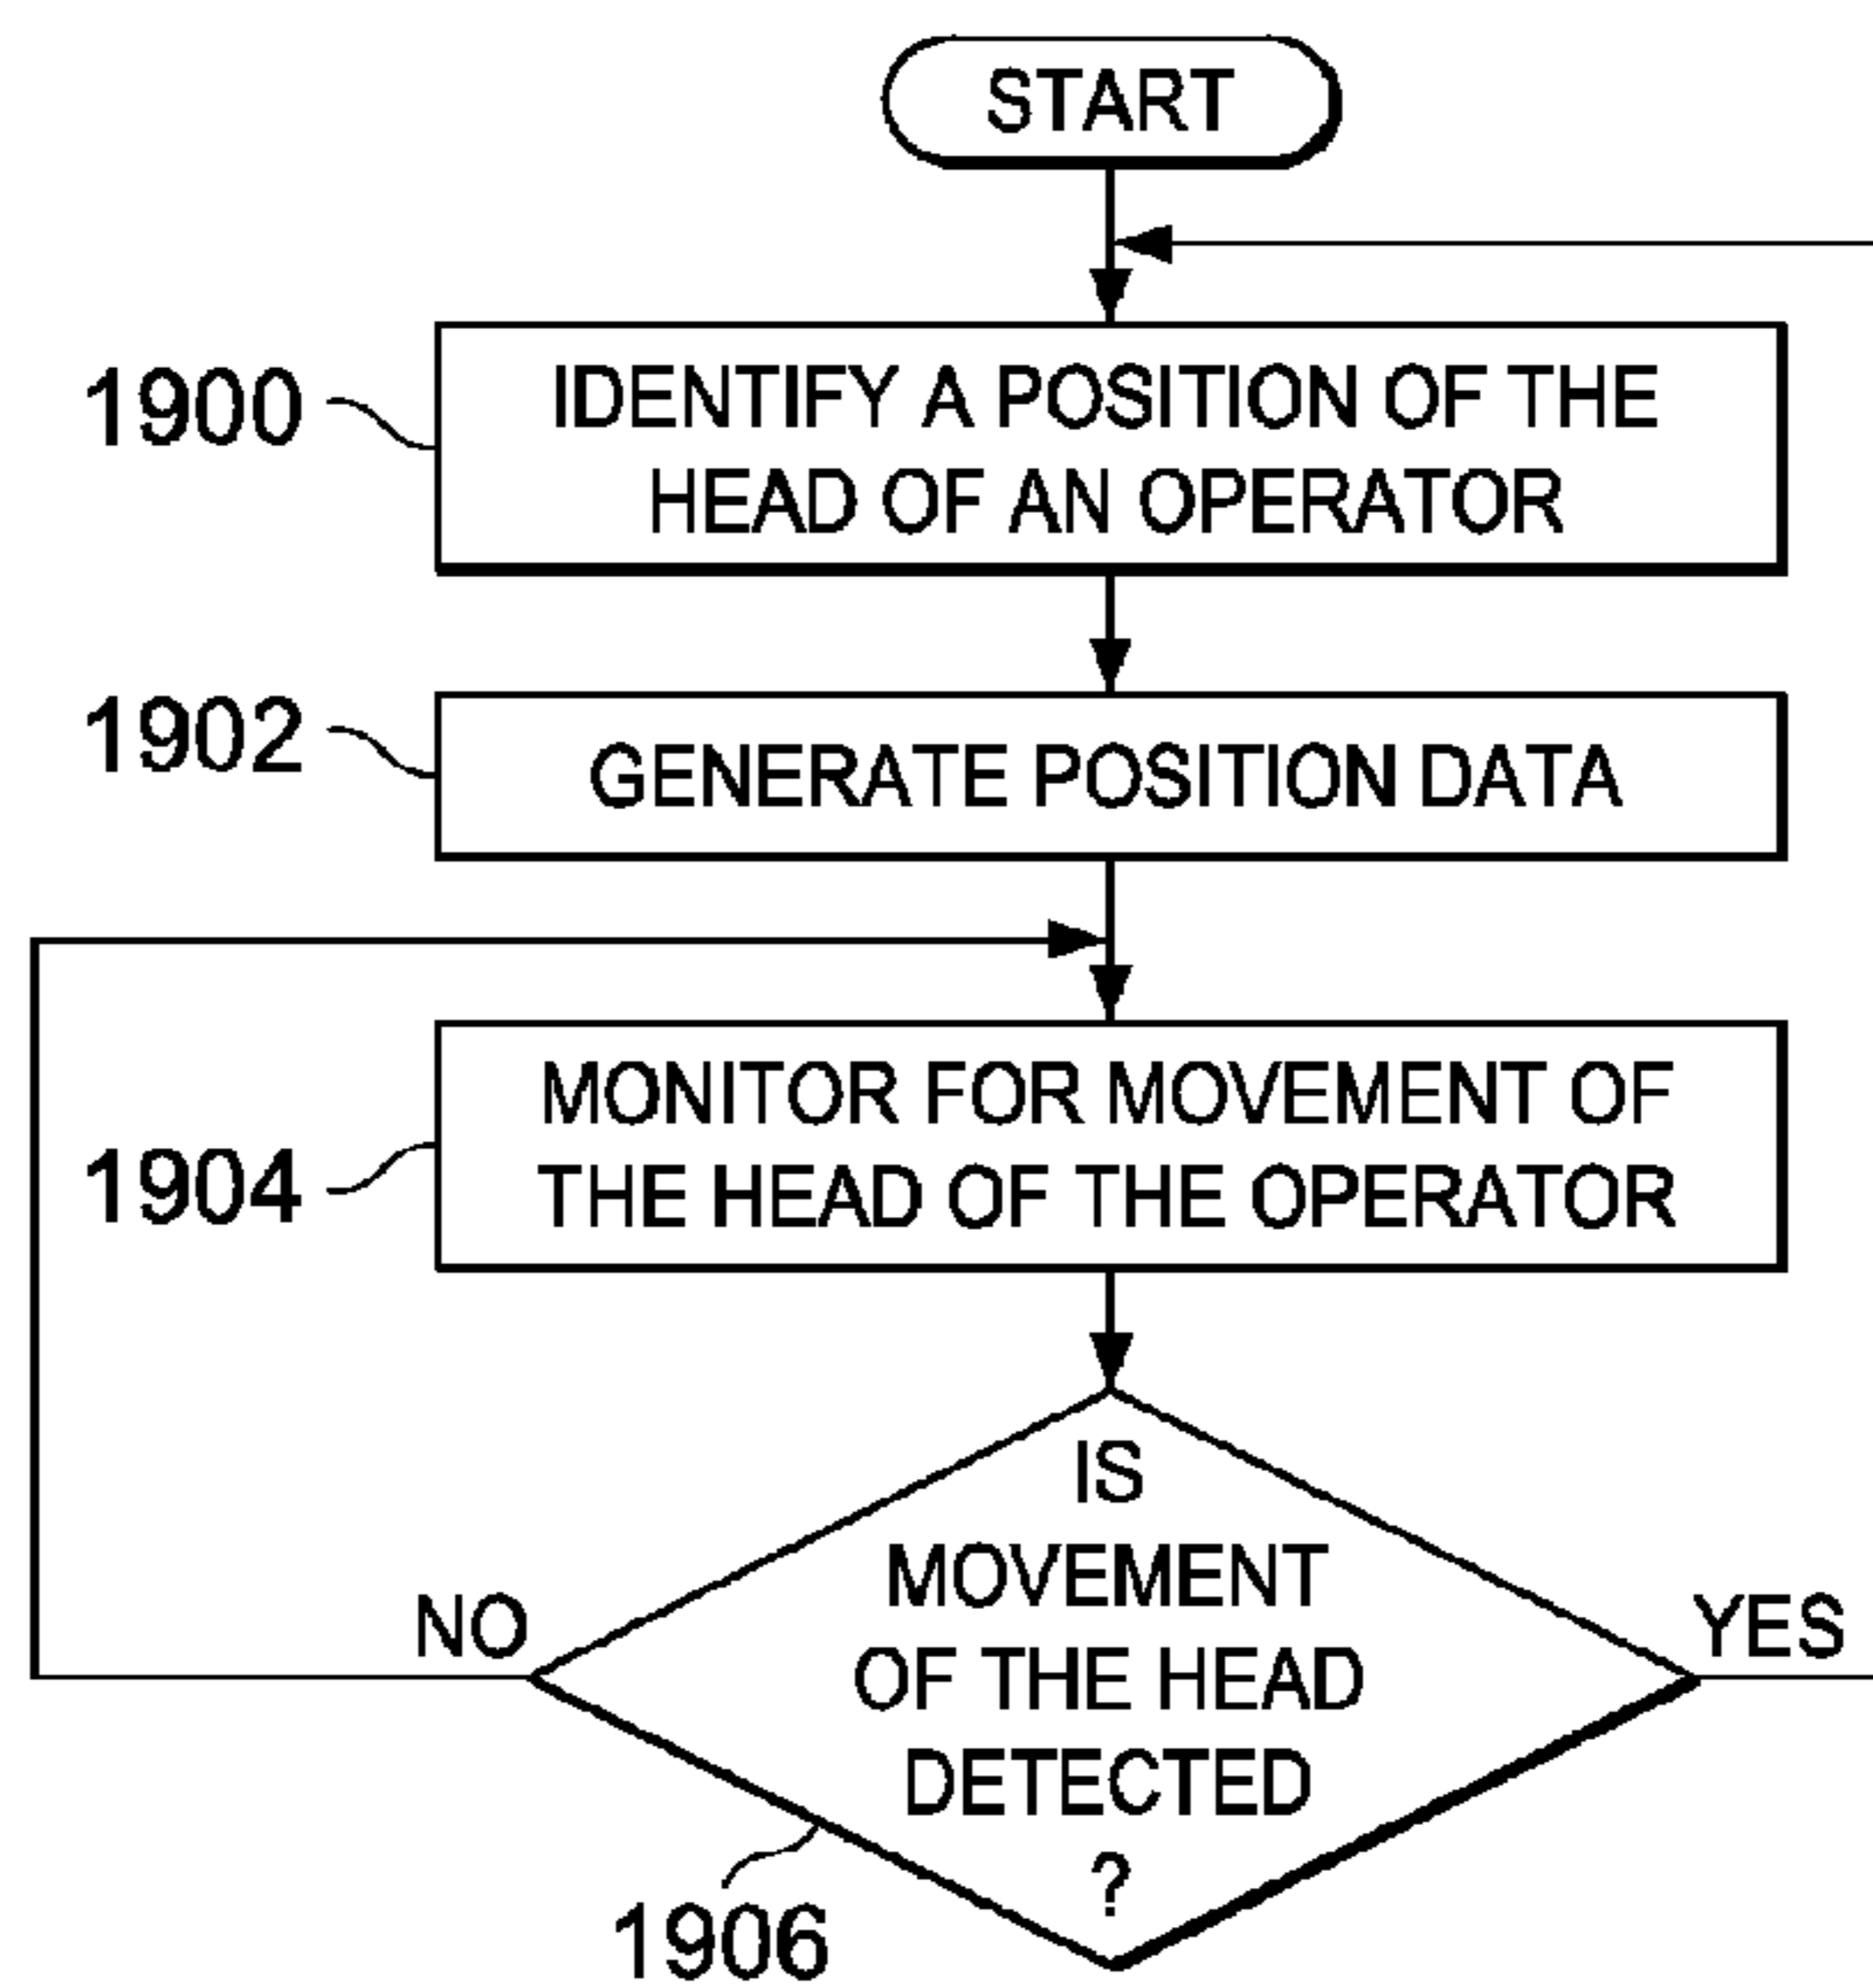 START
1900
IDENTIFY A POSITION OF THE
HEAD OF AN OPERATOR
1902
GENERATE POSITION DATA
1904
MONITOR FOR MOVEMENT OF
THE HEAD OF THE OPERATOR
IS
MOVEMENT
OF THE HEAD
DETECTED
?
NO
YES
1906